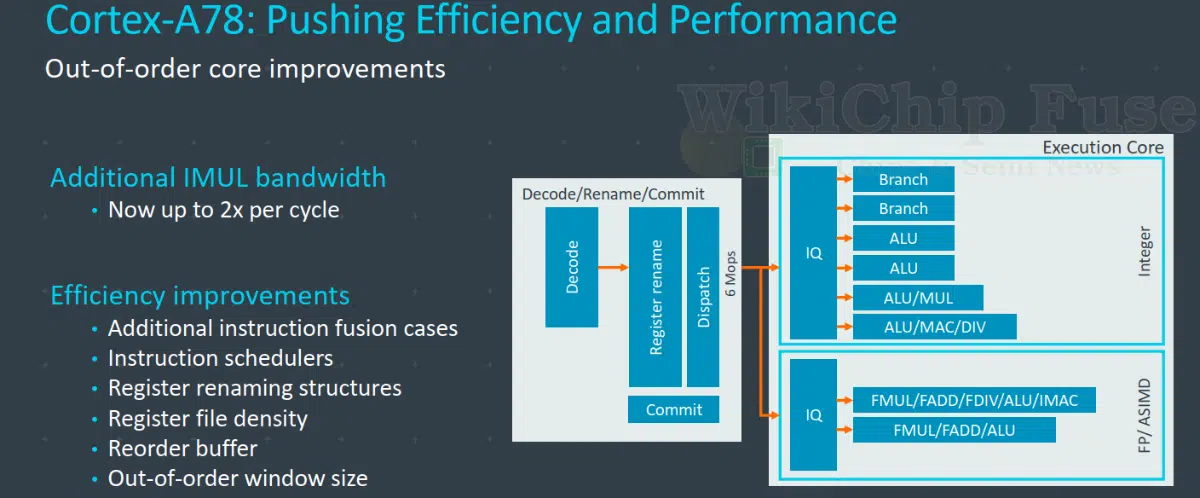 Cortex-A78: Pushing Efficiency and Performance
Out-of-order core improvements
WikiChip Fuse
Chips & Semi News
Additional IMUL bandwidth
• Now up to 2x per cycle
Efficiency improvements
• Additional instruction fusion cases
• Instruction schedulers
• Register renaming structures
• Register file density
• Reorder buffer
• Out-of-order window size
Decode/Rename/Commit
Decode
Register rename
Dispatch
6 Mops
Commit
Execution Core
IQ
Branch
Branch
ALU
ALU
ALU/MUL
ALU/MAC/DIV
Integer
IQ
FMUL/FADD/FDIV/ALU/IMAC
FMUL/FADD/ALU
FP/ ASIMD